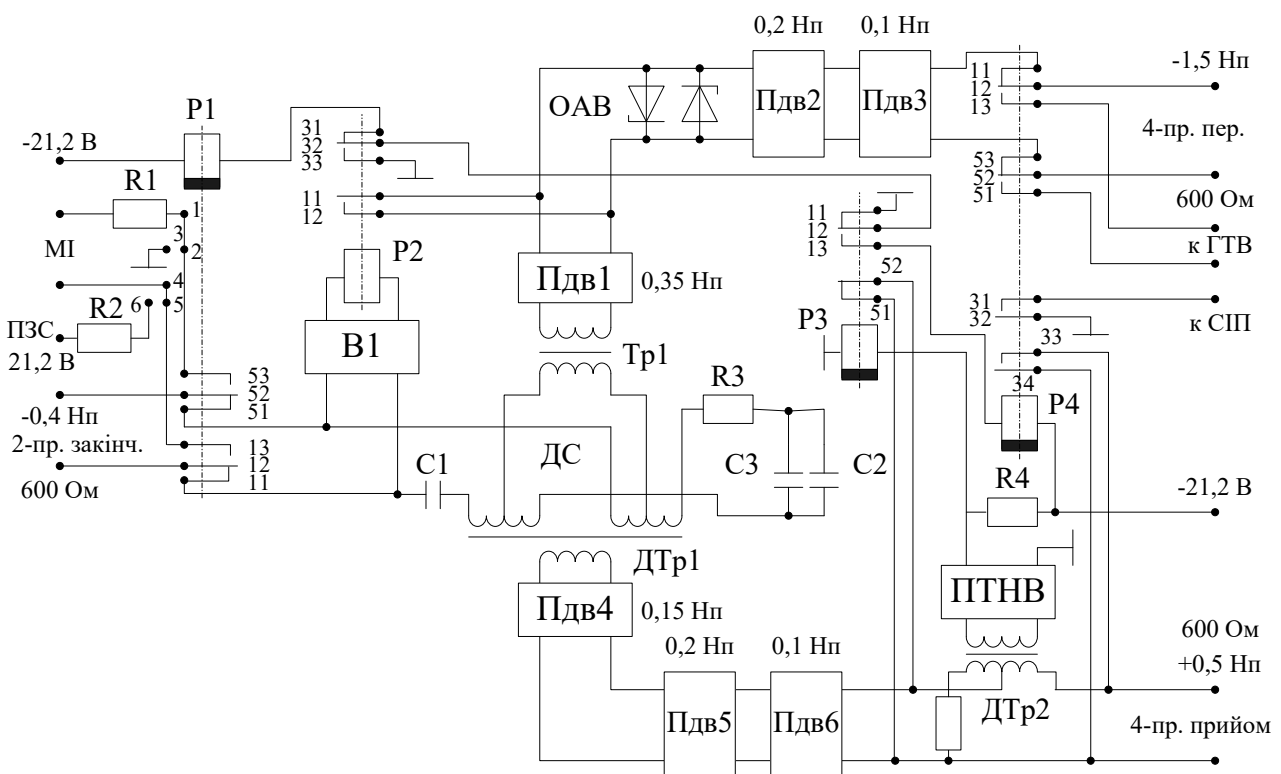 0,2 Нп
0,1 Нп
-1,5 Нп
P1
ОАВ
Пдв2
Пдв3
11
12
13
4-пр. пер.
-21,2 В
31
32
33
R1
53
52
51
600 Ом
1
3
2
11
12
11
12
13
к ГТВ
МІ
P2
Пдв1
0,35 Нп
4
5
6
R2
52
51
31
32
33
34
к СІП
ПЗС
21,2 В
В1
Тр1
P3
P4
53
52
51
R3
-0,4 Нп
2-пр. закінч.
13
12
11
600 Ом
С1
ДС
С3
С2
R4
-21,2 В
ДТр1
Пдв4
0,15 Нп
ПТНВ
0,2 Нп
0,1 Нп
600 Ом
+0,5 Нп
Пдв5
Пдв6
ДТр2
4-пр. прийом